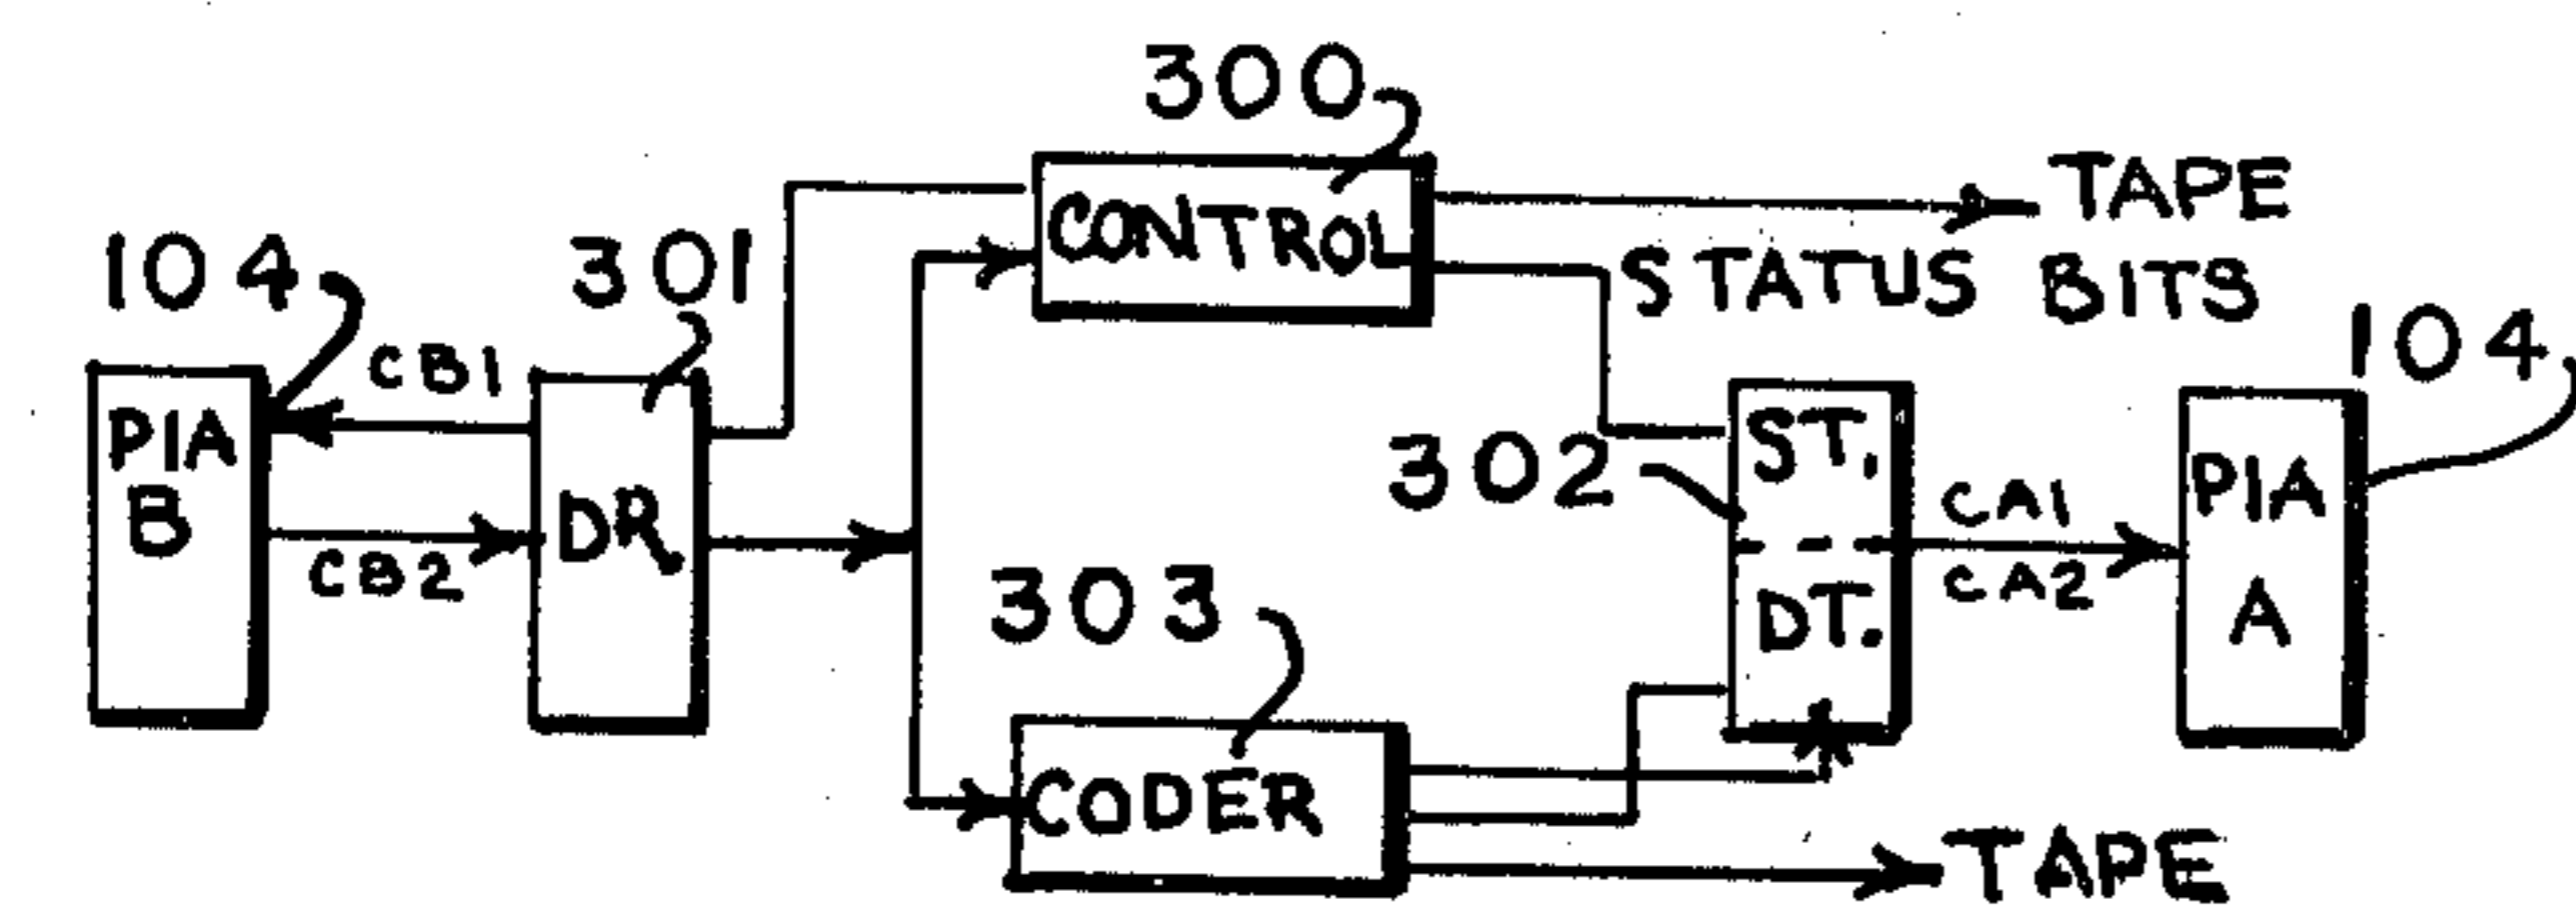 300
TAPE
CONTROL
STATUS BITS
104
301
CB1
PIA
B
CB2
DR.
302
ST.
DT.
CA1
CA2
104
PIA
A
303
CODER
TAPE